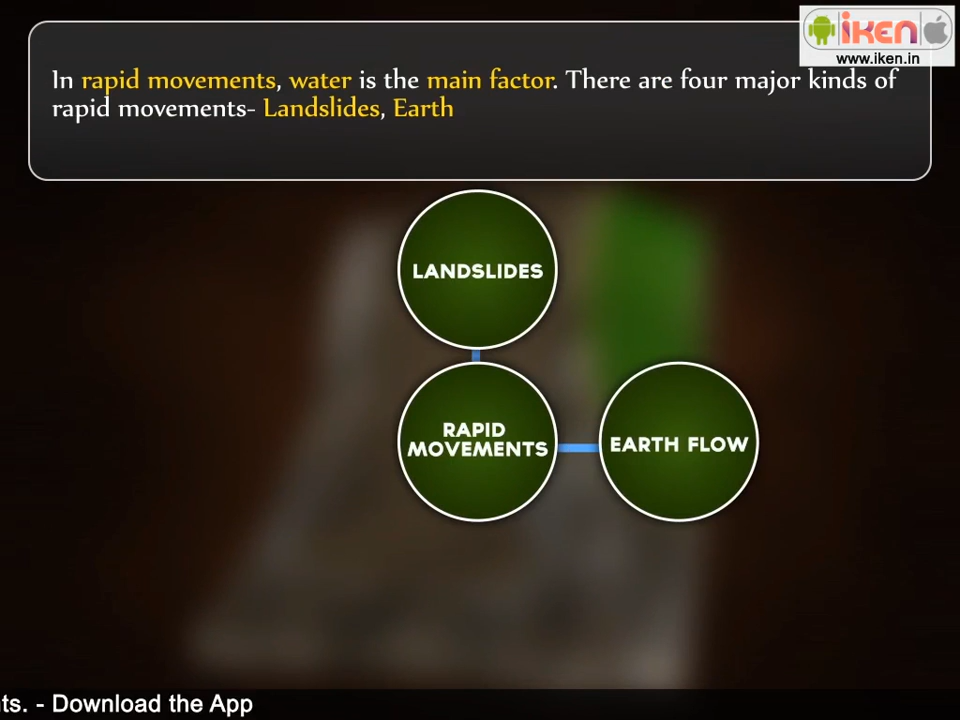 iken
www.iken.in
In rapid movements, water is the main factor. There are four major kinds of
rapid movements- Landslides, Earth
LANDSLIDES
RAPID
MOVEMENTS
EARTH FLOW
nts. - Download the App